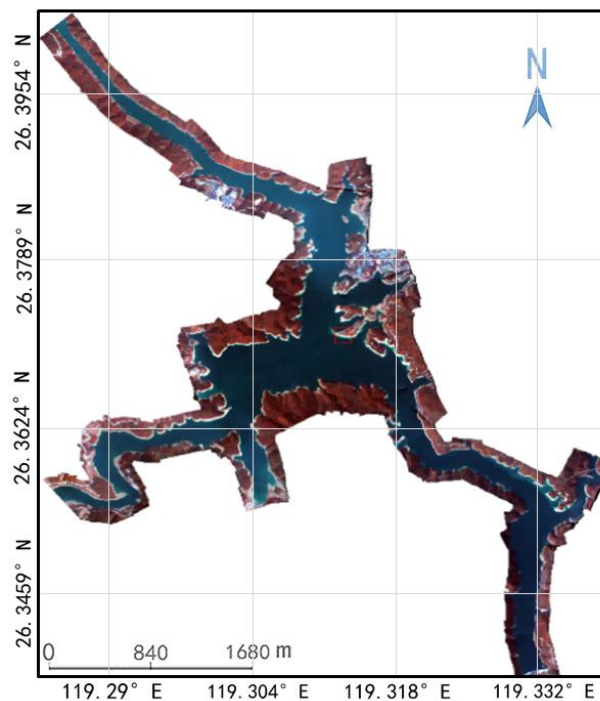 N
26.3954° N
26.3789° N
26.3624° N
26.3459° N
0 840 1680 m
119.29° E 119.304° E 119.318° E 119.332° E